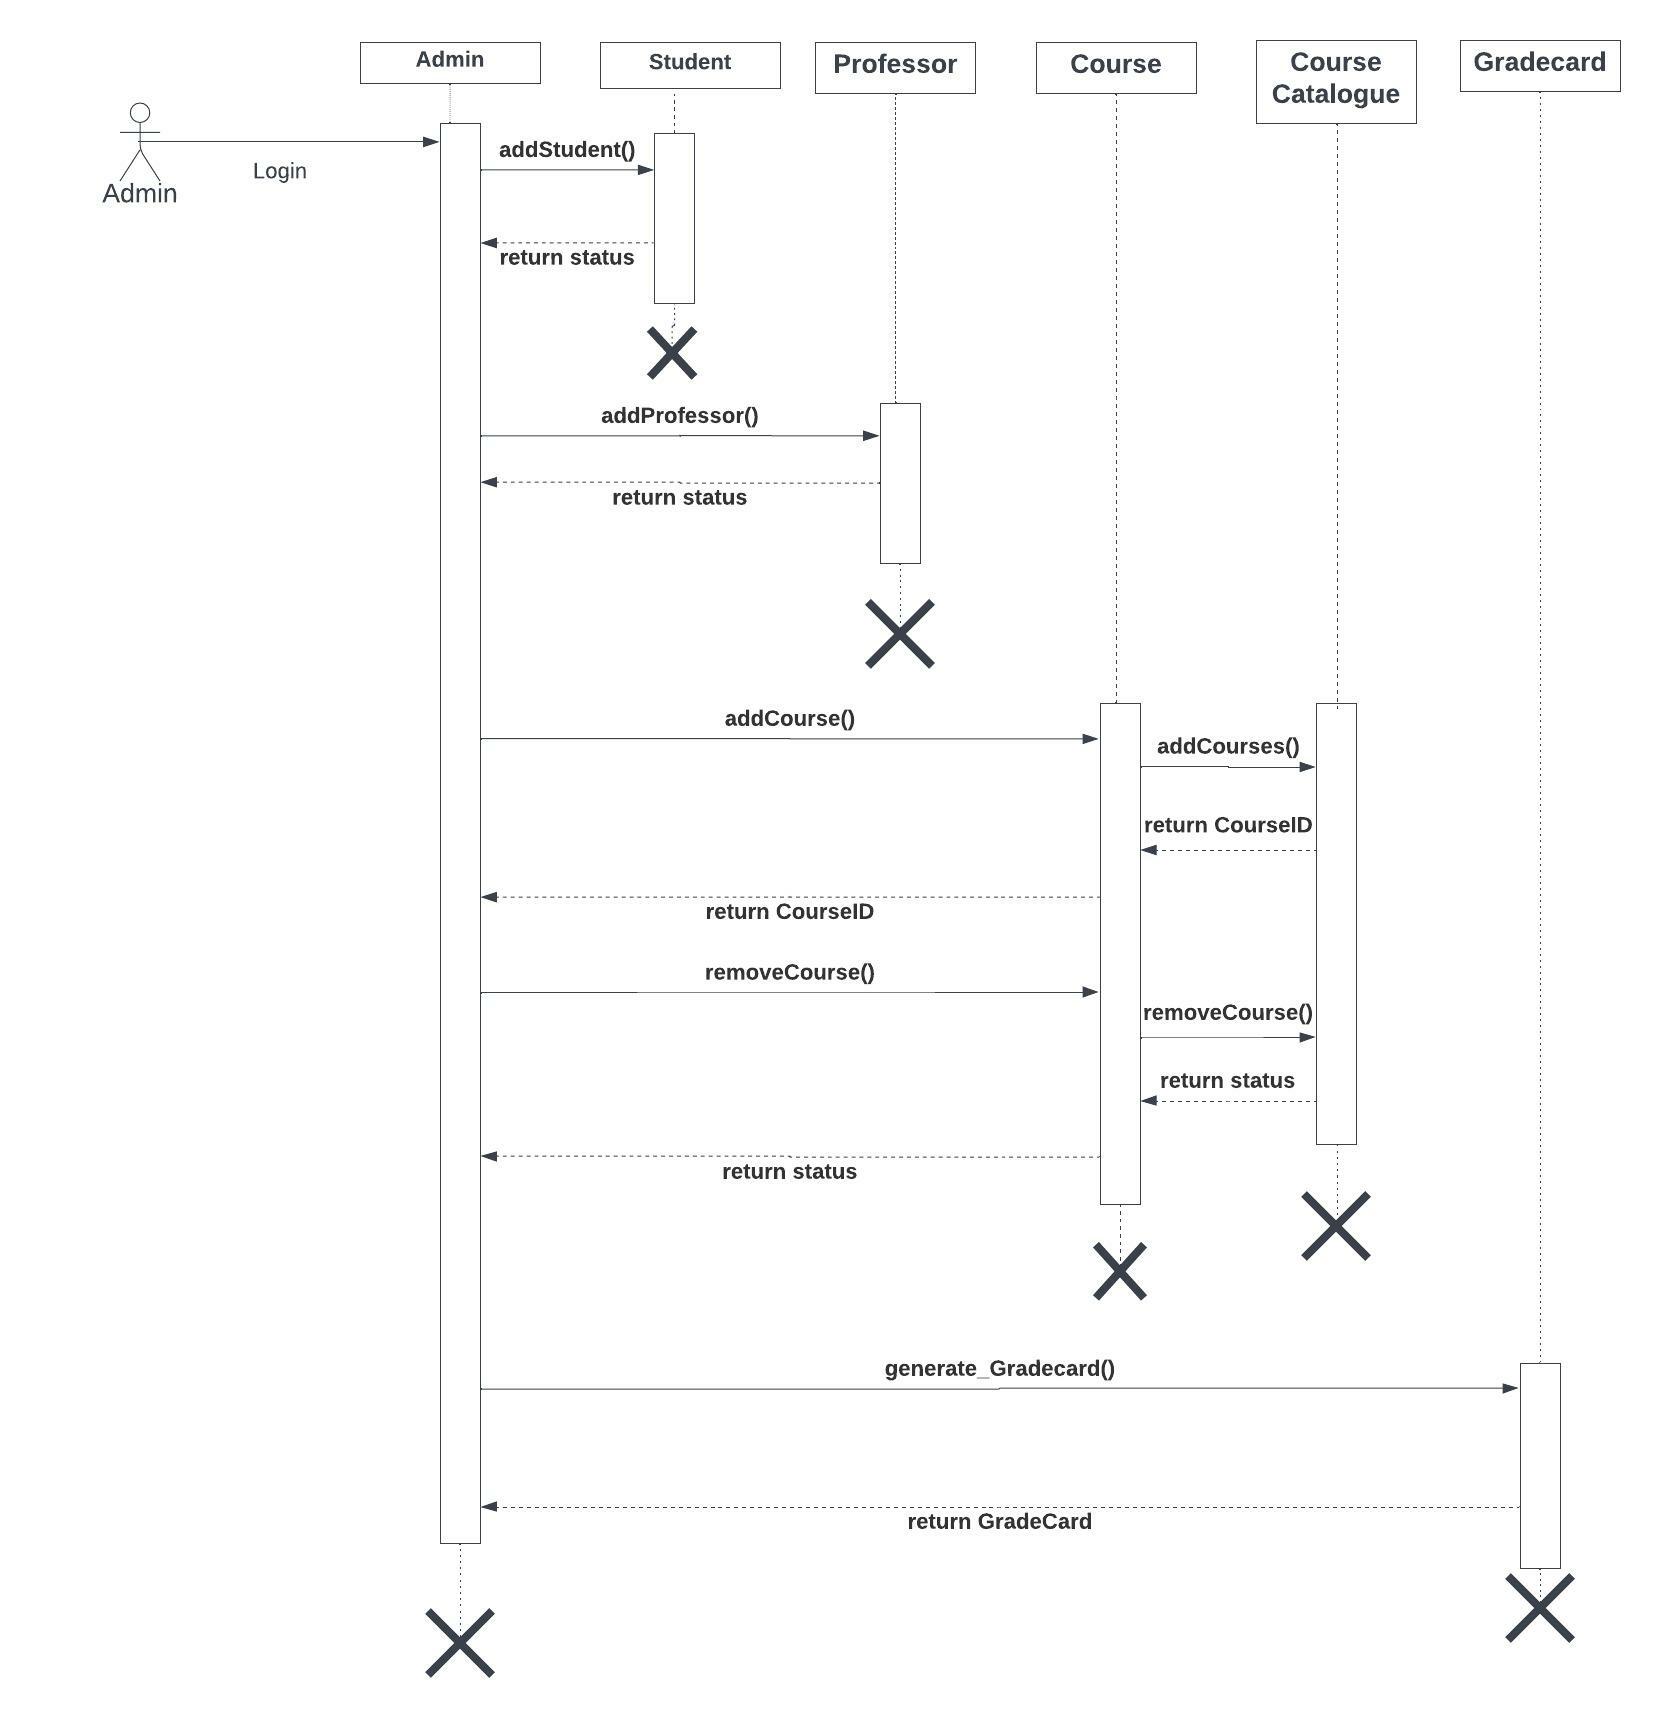 Admin
Student
Professor
Course
Course
Catalogue
Gradecard
Admin
Login
addStudent()
return status
addProfessor()
return status
addCourse()
addCourses()
return CourseID
return CourseID
removeCourse()
removeCourse()
return status
return status
generate_Gradecard()
return GradeCard